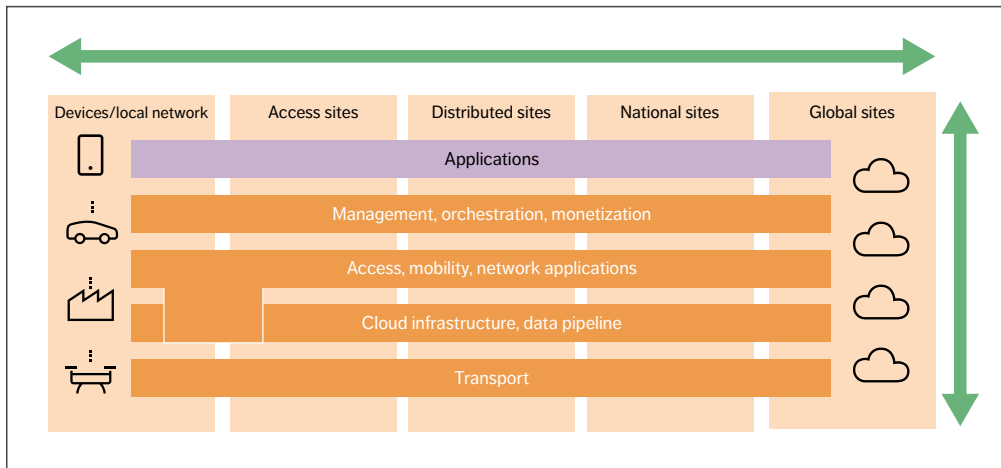 Devices/local network
Access sites
Distributed sites
National sites
Global sites
Applications
Management, orchestration, monetization
Access, mobility, network applications
Cloud infrastructure, data pipeline
Transport